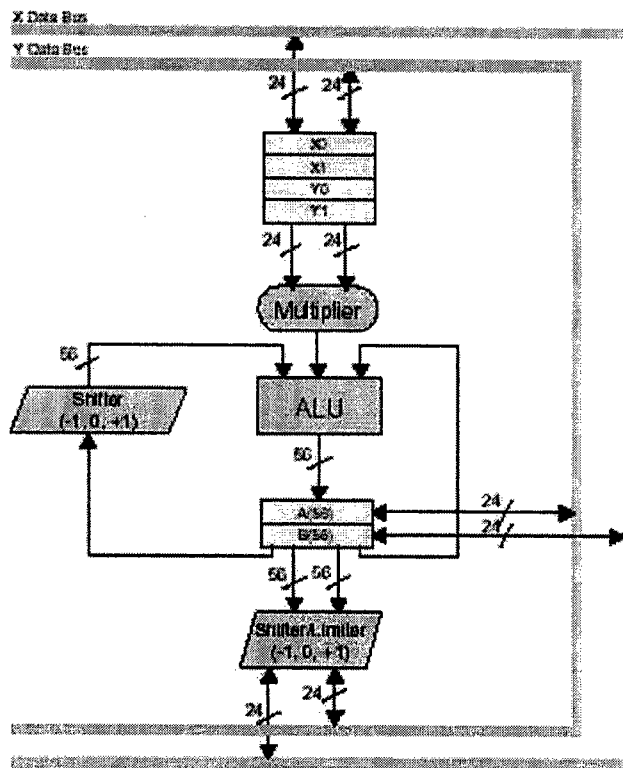 X Data Bus
Y Data Bus
24 24
X0
X1
Y0
Y1
24 24
Multiplier
56
Shifter
(-1, 0, +1)
ALU
56
A(56)
B(56)
24
24
56 56
Shifter/Limiter
(-1, 0, +1)
24
24